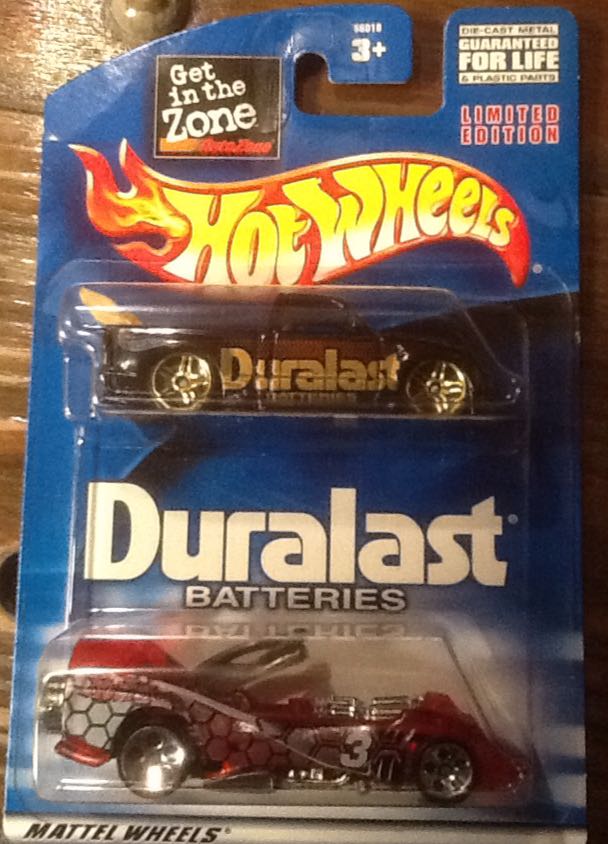 56018
3+
DIE-CAST METAL
GUARANTEED
FOR LIFE
& PLASTIC PARTS
Get
in the
Zone
AutoZone
LIMITED
EDITION
HOT WHEELS®
Duralast
BATTERIES
Duralast®
BATTERIES
3
MATTEL WHEELS®